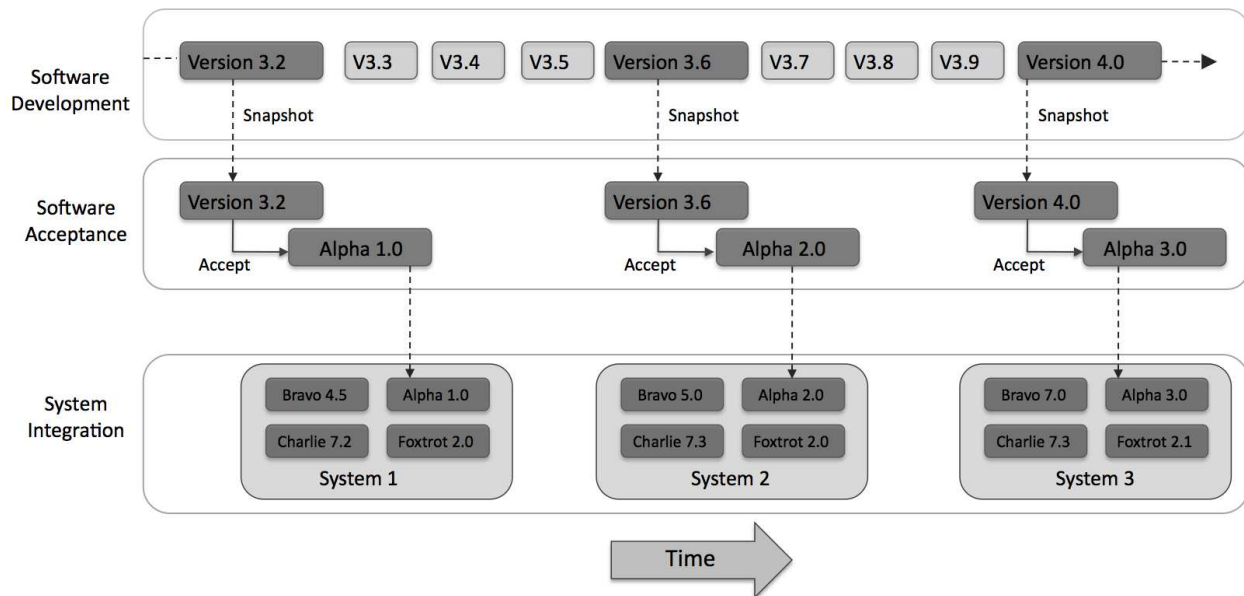 Software
Development
Version 3.2
V3.3
V3.4
V3.5
Version 3.6
V3.7
V3.8
V3.9
Version 4.0
Snapshot
Snapshot
Snapshot
Software
Acceptance
Version 3.2
Version 3.6
Version 4.0
Alpha 1.0
Alpha 2.0
Alpha 3.0
Accept
Accept
Accept
System
Integration
Bravo 4.5
Alpha 1.0
Charlie 7.2
Foxtrot 2.0
System 1
Bravo 5.0
Alpha 2.0
Charlie 7.3
Foxtrot 2.0
System 2
Bravo 7.0
Alpha 3.0
Charlie 7.3
Foxtrot 2.1
System 3
Time